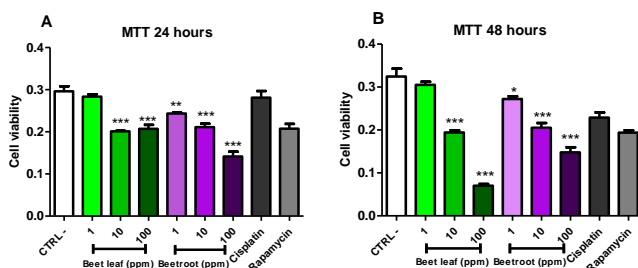 A
MTT 24 hours
Cell viability
0.4
0.3
0.2
0.1
0.0
*** *** ** *** ***
CTRL - 1 10 100 1 10 100 Cisplatin Rapamycin
Beet leaf (ppm) Beetroot (ppm)
B
MTT 48 hours
Cell viability
0.4
0.3
0.2
0.1
0.0
*** *** * *** ***
CTRL - 1 10 100 1 10 100 Cisplatin Rapamycin
Beet leaf (ppm) Beetroot (ppm)